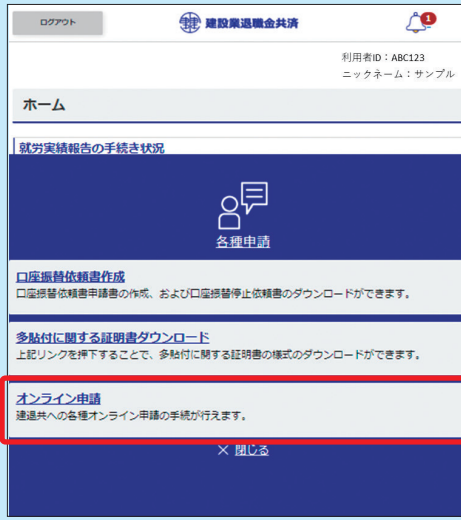 ログアウト
建設業退職金共済
1
利用者ID：ABC123
ニックネーム：サンプル
ホーム
就労実績報告の手続き状況
各種申請
口座振替依頼書作成
口座振替依頼書申請書の作成、および口座振替停止依頼書のダウンロードができます。
多貼付に関する証明書ダウンロード
上記リンクを押下することで、多貼付に関する証明書の様式のダウンロードができます。
オンライン申請
建退共への各種オンライン申請の手続が行えます。
× 閉じる